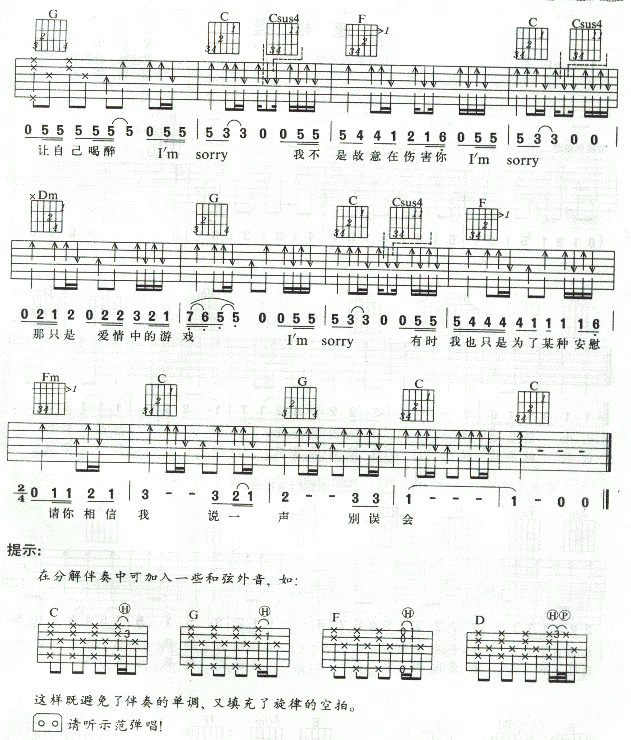 G C Csus4 F C Csus4
0 5 5 5 5 5 5 5 0 5 5 5 3 3 0 0 5 5 5 4 4 1 2 1 6 0 5 5 5 3 3 0 0
让自己喝醉 I'm sorry 我不 是故意在伤害你 I'm sorry
×Dm G C Csus4 F
0 2 1 2 0 2 2 3 2 1 7 6 5 5 0 0 5 5 5 3 3 0 0 5 5 5 4 4 4 4 1 1 1 1 6
那只是 爱情中的游 戏 I'm sorry 有时 我也只是为了某种安慰
Fm C G C C
2/4 0 1 1 2 1 3 - - 3 2 1 2 - - 3 3 1 - - - 1 - 0 0
请你相信 我 说一 声 别误 会
提示:
在分解伴奏中可加入一些和弦外音,如:
C H G H F H D H P
这样既避免了伴奏的单调,又填充了旋律的空拍。
请听示范弹唱!